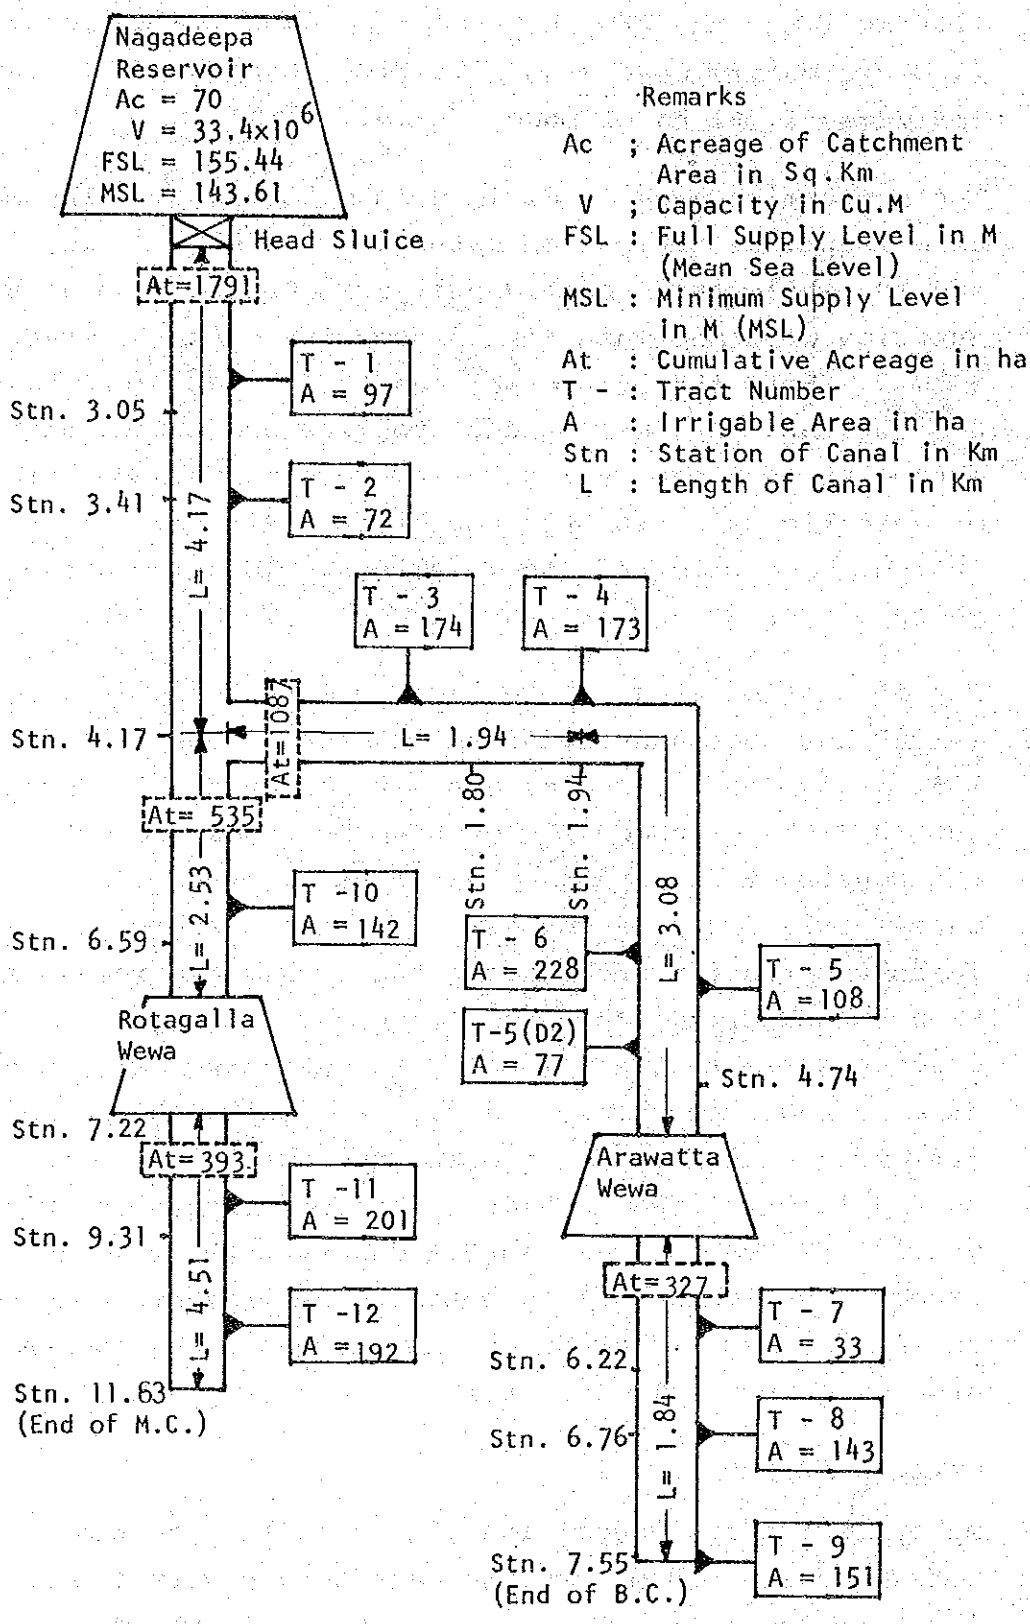 Nagadeepa
Reservoir
Ac = 70
V = 33.4x10⁶
FSL = 155.44
MSL = 143.61
Head Sluice
At=1791
Remarks
Ac ; Acreage of Catchment
Area in Sq.Km
V ; Capacity in Cu.M
FSL : Full Supply Level in M
(Mean Sea Level)
MSL : Minimum Supply Level
in M (MSL)
At : Cumulative Acreage in ha
T - : Tract Number
A : Irrigable Area in ha
Stn : Station of Canal in Km
L : Length of Canal in Km
T - 1
A = 97
Stn. 3.05
T - 2
A = 72
Stn. 3.41
L= 4.17
T - 3
A = 174
T - 4
A = 173
Stn. 4.17
At=1087
L= 1.94
Stn. 1.80
Stn. 1.94
At= 535
L= 2.53
T -10
A = 142
Stn. 6.59
L= 3.08
T - 6
A = 228
T - 5
A = 108
T-5(D2)
A = 77
Stn. 4.74
Rotagalla
Wewa
Stn. 7.22
At=393
T -11
A = 201
Stn. 9.31
L= 4.51
T -12
A = 192
Stn. 11.63
(End of M.C.)
Arawatta
Wewa
At=327
T - 7
A = 33
Stn. 6.22
T - 8
A = 143
Stn. 6.76
L= 1.84
T - 9
A = 151
Stn. 7.55
(End of B.C.)